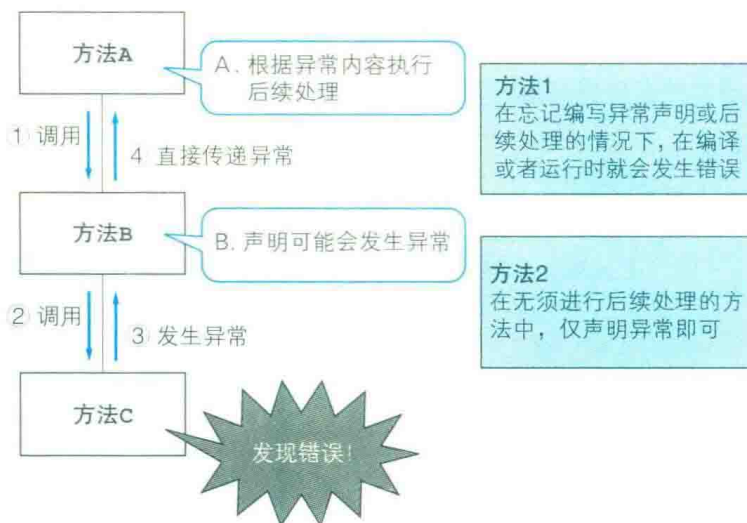 方法A
A. 根据异常内容执行
后续处理
① 调用
4 直接传递异常
方法B
B. 声明可能会发生异常
② 调用
③ 发生异常
方法C
发现错误!
方法1
在忘记编写异常声明或后
续处理的情况下，在编译
或者运行时就会发生错误
方法2
在无须进行后续处理的方
法中，仅声明异常即可